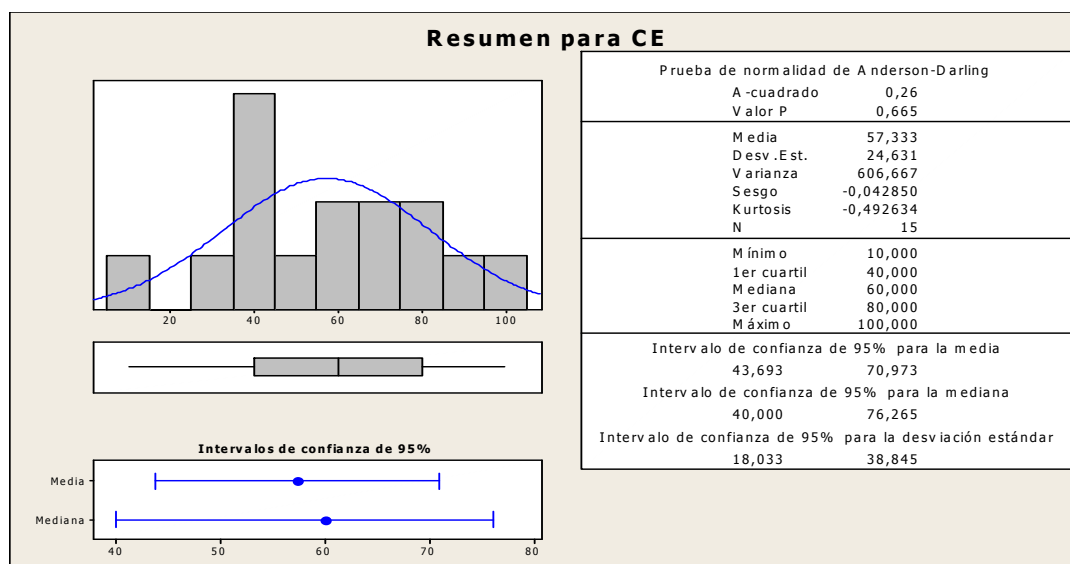 Resumen para CE
20 40 60 80 100
Intervalos de confianza de 95%
Media
Mediana
40 50 60 70 80
Prueba de normalidad de Anderson-Darling
A-cuadrado 0,26
Valor P 0,665
Media 57,333
Desv.Est. 24,631
Varianza 606,667
Sesgo -0,042850
Kurtosis -0,492634
N 15
Mínimo 10,000
1er cuartil 40,000
Mediana 60,000
3er cuartil 80,000
Máximo 100,000
Intervalo de confianza de 95% para la media
43,693 70,973
Intervalo de confianza de 95% para la mediana
40,000 76,265
Intervalo de confianza de 95% para la desviación estándar
18,033 38,845